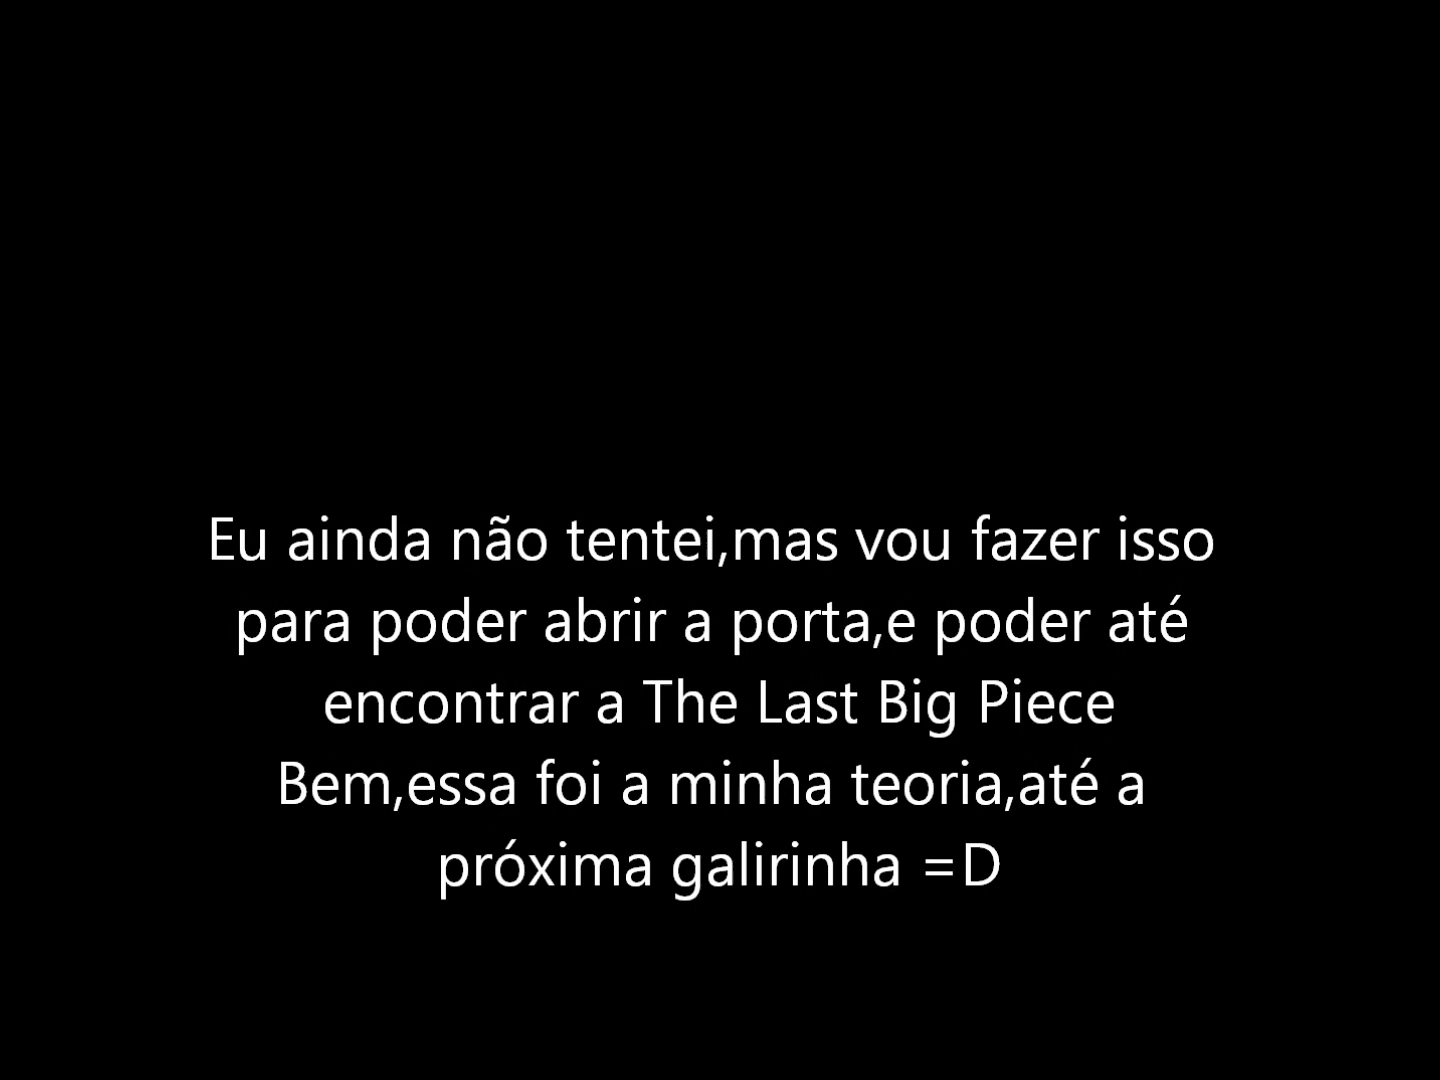 Eu ainda não tentei,mas vou fazer isso
para poder abrir a porta,e poder até
encontrar a The Last Big Piece
Bem,essa foi a minha teoria,até a
próxima galirinha =D